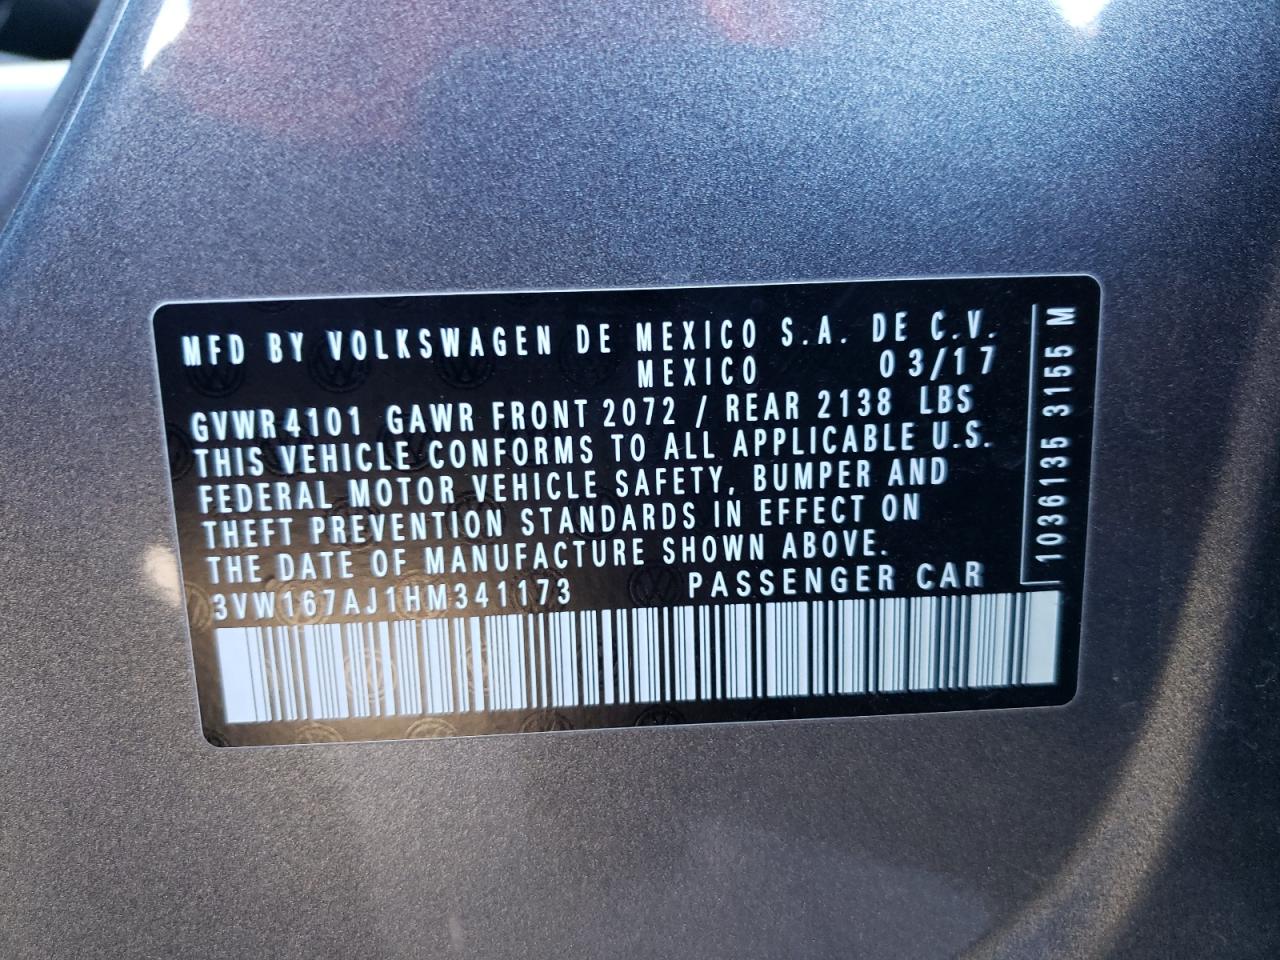 MFD BY VOLKSWAGEN DE MEXICO S.A. DE C.V.
MEXICO 03/17
GVWR 4101 GAWR FRONT 2072 / REAR 2138 LBS
THIS VEHICLE CONFORMS TO ALL APPLICABLE U.S.
FEDERAL MOTOR VEHICLE SAFETY, BUMPER AND
THEFT PREVENTION STANDARDS IN EFFECT ON
THE DATE OF MANUFACTURE SHOWN ABOVE.
3VW167AJ1HM341173 PASSENGER CAR
1036135 3155 M